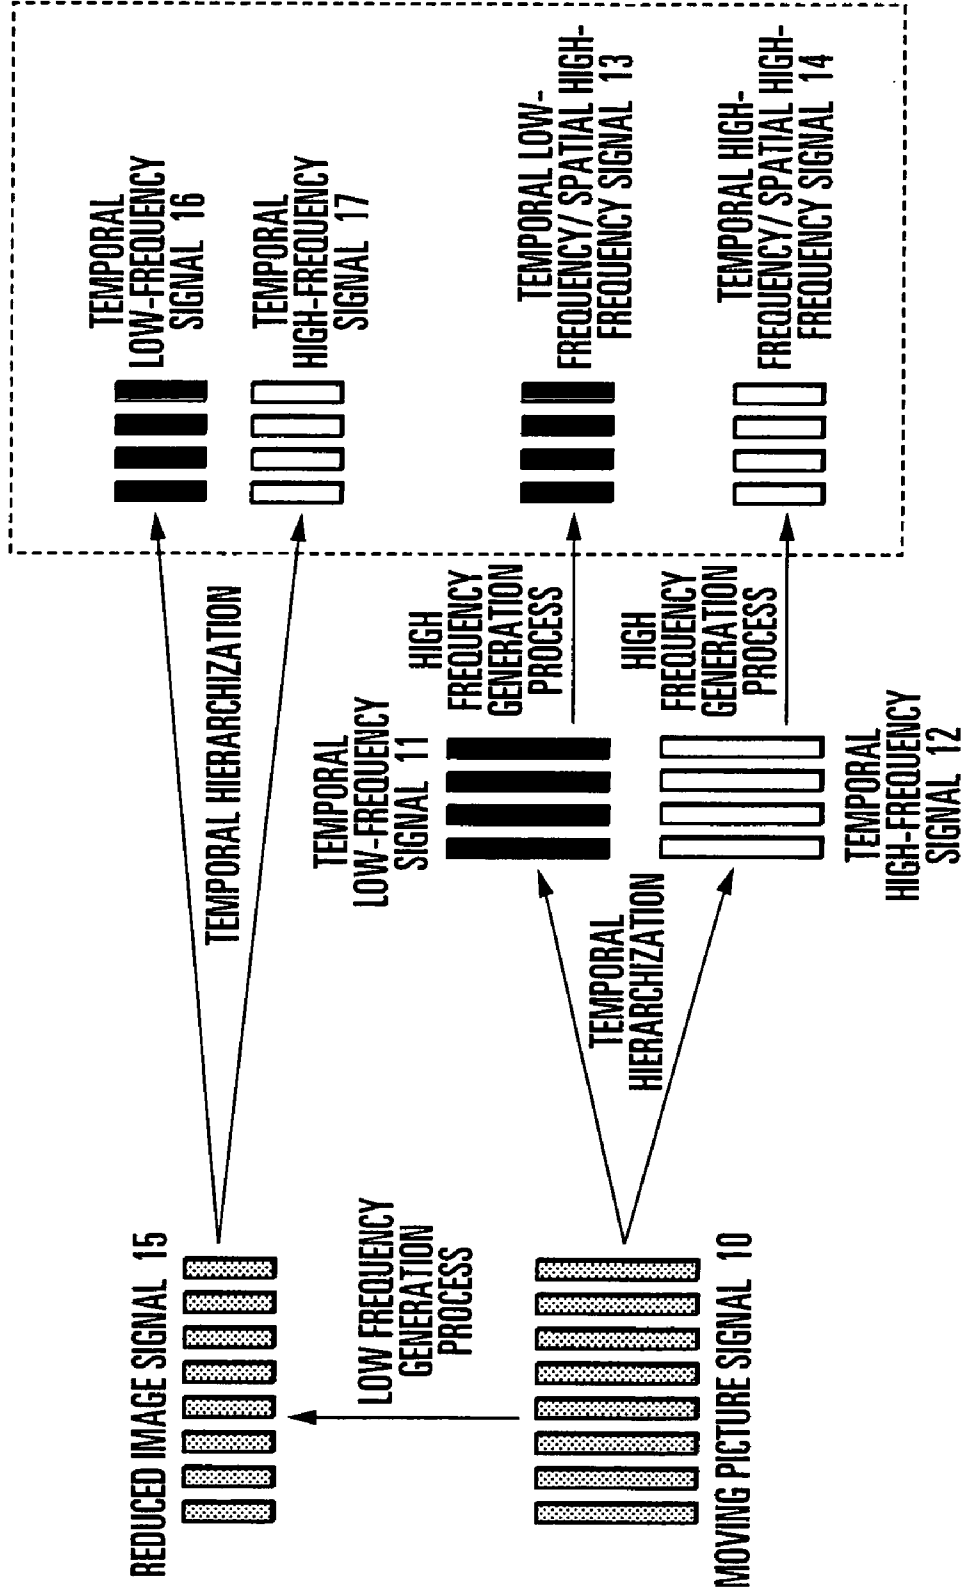 REDUCED IMAGE SIGNAL 15
TEMPORAL HIERARCHIZATION
TEMPORAL
LOW-FREQUENCY
SIGNAL 16
TEMPORAL
HIGH-FREQUENCY
SIGNAL 17
LOW FREQUENCY
GENERATION
PROCESS
MOVING PICTURE SIGNAL 10
TEMPORAL
HIERARCHIZATION
TEMPORAL
LOW-FREQUENCY
SIGNAL 11
TEMPORAL
HIGH-FREQUENCY
SIGNAL 12
HIGH
FREQUENCY
GENERATION
PROCESS
HIGH
FREQUENCY
GENERATION
PROCESS
TEMPORAL LOW-
FREQUENCY/ SPATIAL HIGH-
FREQUENCY SIGNAL 13
TEMPORAL HIGH-
FREQUENCY/ SPATIAL HIGH-
FREQUENCY SIGNAL 14